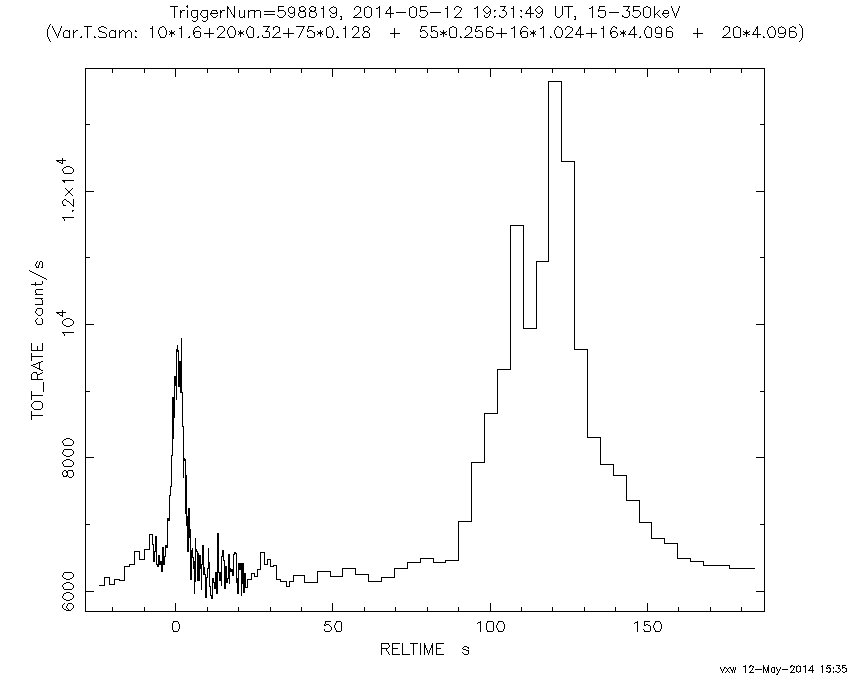 TriggerNum=598819, 2014-05-12 19:31:49 UT, 15-350keV
(Var.T.Sam: 10*1.6+20*0.32+75*0.128 + 55*0.256+16*1.024+16*4.096 + 20*4.096)
1.2×10⁴
10⁴
8000
6000
TOT_RATE count/s
0 50 100 150
RELTIME s
vxw 12-May-2014 15:35